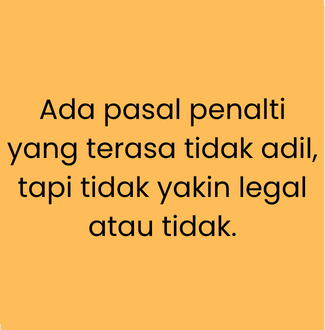 Ada pasal penalti
yang terasa tidak adil,
tapi tidak yakin legal
atau tidak.